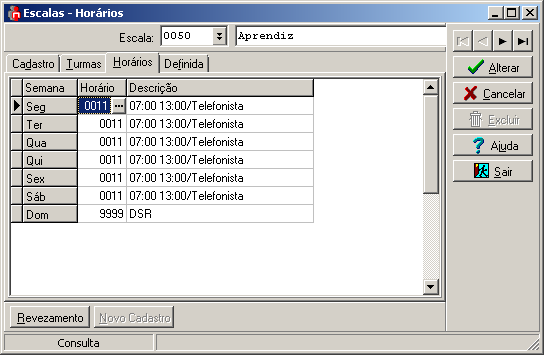 Escalas - Horários
Escala: 0050 Aprendiz
Cadastro Turmas Horários Definida
Semana Horário Descrição
Seg 0011 ... 07:00 13:00/Telefonista
Ter 0011 07:00 13:00/Telefonista
Qua 0011 07:00 13:00/Telefonista
Qui 0011 07:00 13:00/Telefonista
Sex 0011 07:00 13:00/Telefonista
Sáb 0011 07:00 13:00/Telefonista
Dom 9999 DSR
Alterar
Cancelar
Excluir
Ajuda
Sair
Revezamento Novo Cadastro
Consulta